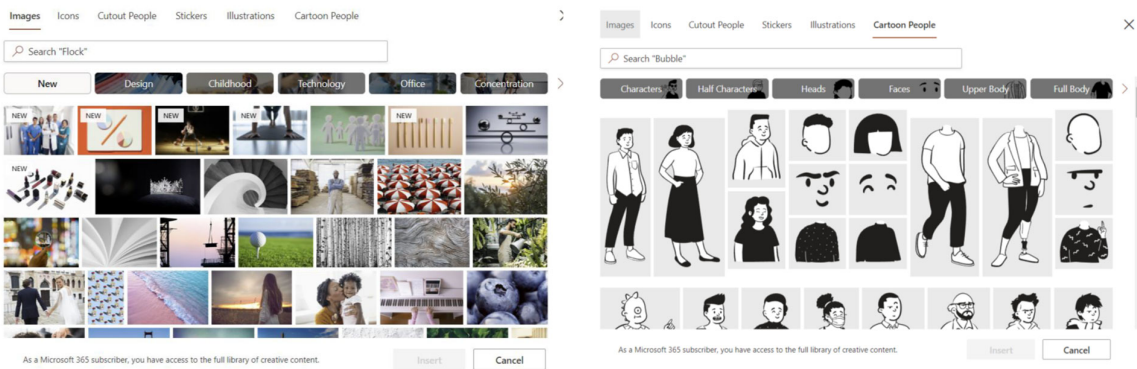 Images Icons Cutout People Stickers Illustrations Cartoon People
Search "Flock"
New Design Childhood Technology Office Concentration
NEW NEW NEW NEW NEW
NEW
As a Microsoft 365 subscriber, you have access to the full library of creative content.
Insert Cancel
Images Icons Cutout People Stickers Illustrations Cartoon People
Search "Bubble"
Characters Half Characters Heads Faces Upper Body Full Body
As a Microsoft 365 subscriber, you have access to the full library of creative content.
Insert Cancel